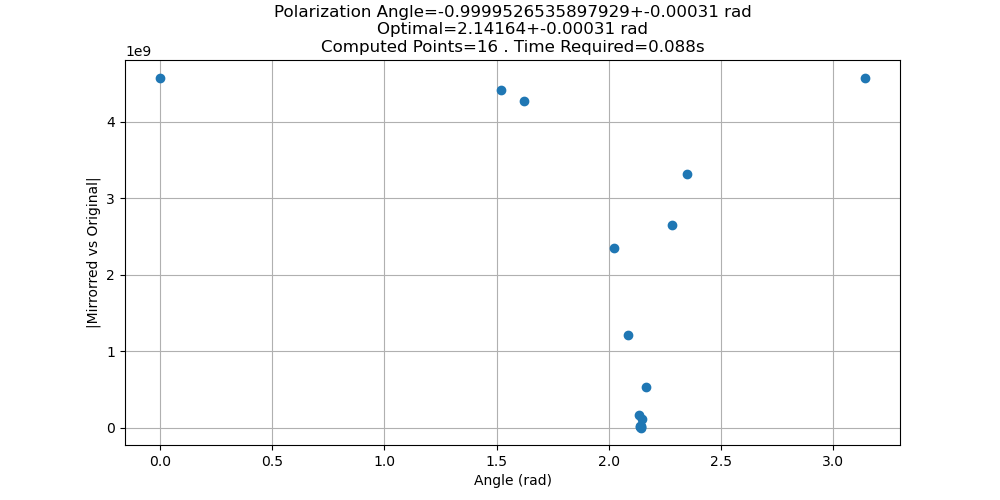 Polarization Angle=-0.9999526535897929+-0.00031 rad
Optimal=2.14164+-0.00031 rad
Computed Points=16 . Time Required=0.088s
1e9
4
3
2
1
0
|Mirrorred vs Original|
0.0 0.5 1.0 1.5 2.0 2.5 3.0
Angle (rad)